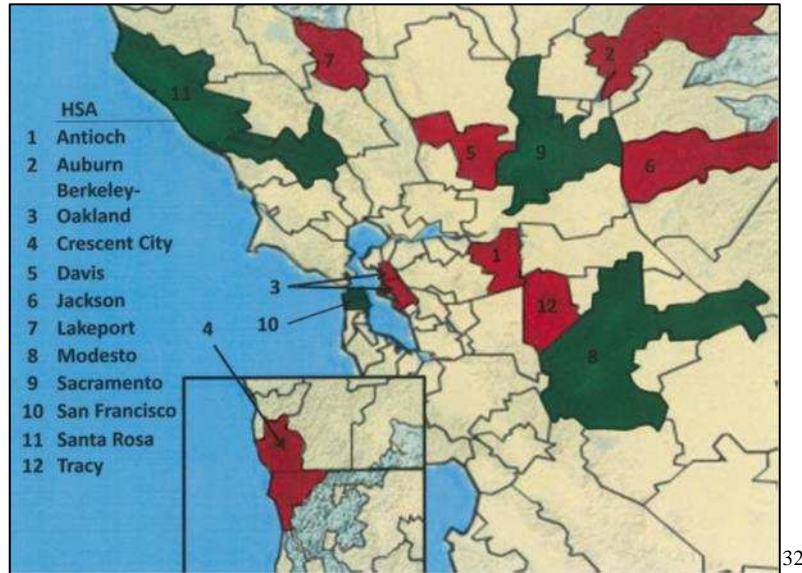 HSA
1 Antioch
2 Auburn
Berkeley-
3 Oakland
4 Crescent City
5 Davis
6 Jackson
7 Lakeport
8 Modesto
9 Sacramento
10 San Francisco
11 Santa Rosa
12 Tracy
7
2
11
5
9
6
1
3
10
12
4
8
32